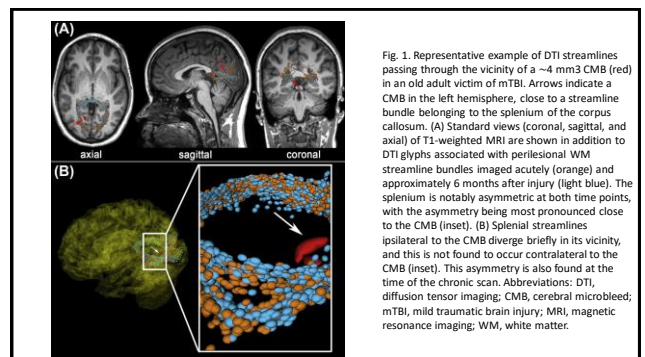 (A)
axial
sagittal
coronal
(B)
Fig. 1. Representative example of DTI streamlines
passing through the vicinity of a ~4 mm3 CMB (red)
in an old adult victim of mTBI. Arrows indicate a
CMB in the left hemisphere, close to a streamline
bundle belonging to the splenium of the corpus
callosum. (A) Standard views (coronal, sagittal, and
axial) of T1-weighted MRI are shown in addition to
DTI glyphs associated with perilesional WM
streamline bundles imaged acutely (orange) and
approximately 6 months after injury (light blue). The
splenium is notably asymmetric at both time points,
with the asymmetry being most pronounced close
to the CMB (inset). (B) Splenial streamlines
ipsilateral to the CMB diverge briefly in its vicinity,
and this is not found to occur contralateral to the
CMB (inset). This asymmetry is also found at the
time of the chronic scan. Abbreviations: DTI,
diffusion tensor imaging; CMB, cerebral microbleed;
mTBI, mild traumatic brain injury; MRI, magnetic
resonance imaging; WM, white matter.